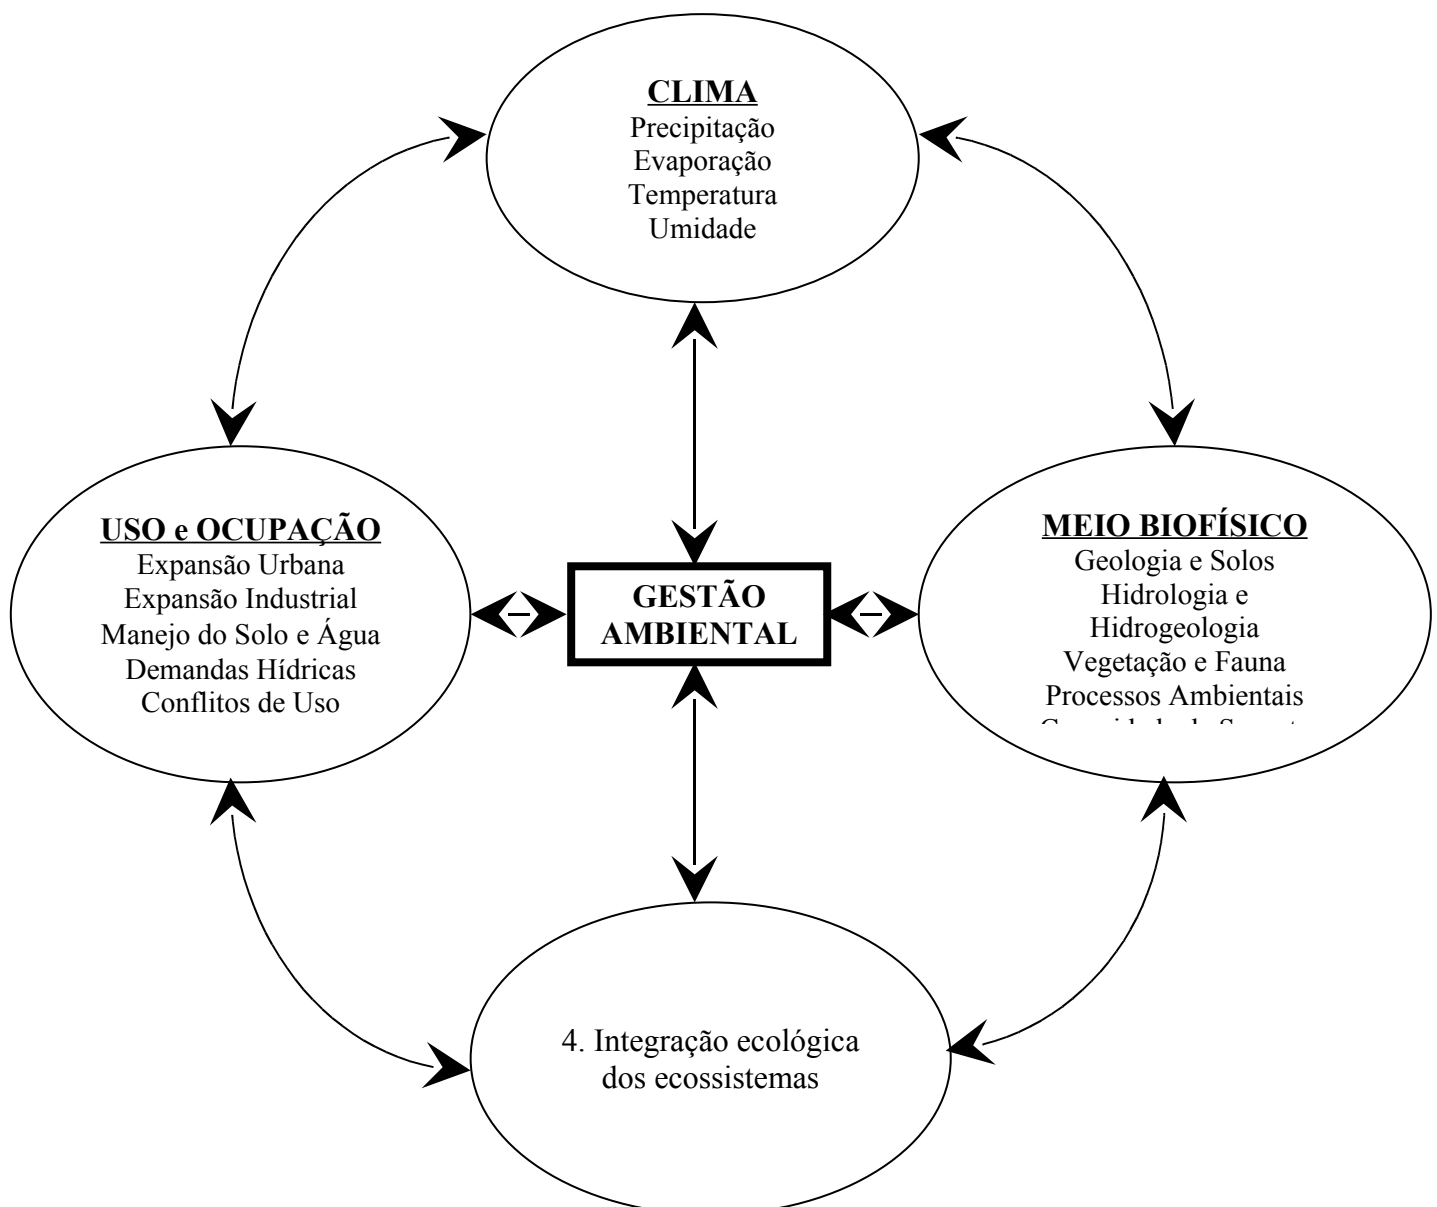 CLIMA
Precipitação
Evaporação
Temperatura
Umidade
USO e OCUPAÇÃO
Expansão Urbana
Expansão Industrial
Manejo do Solo e Água
Demandas Hídricas
Conflitos de Uso
GESTÃO
AMBIENTAL
MEIO BIOFÍSICO
Geologia e Solos
Hidrologia e
Hidrogeologia
Vegetação e Fauna
Processos Ambientais
4. Integração ecológica
dos ecossistemas